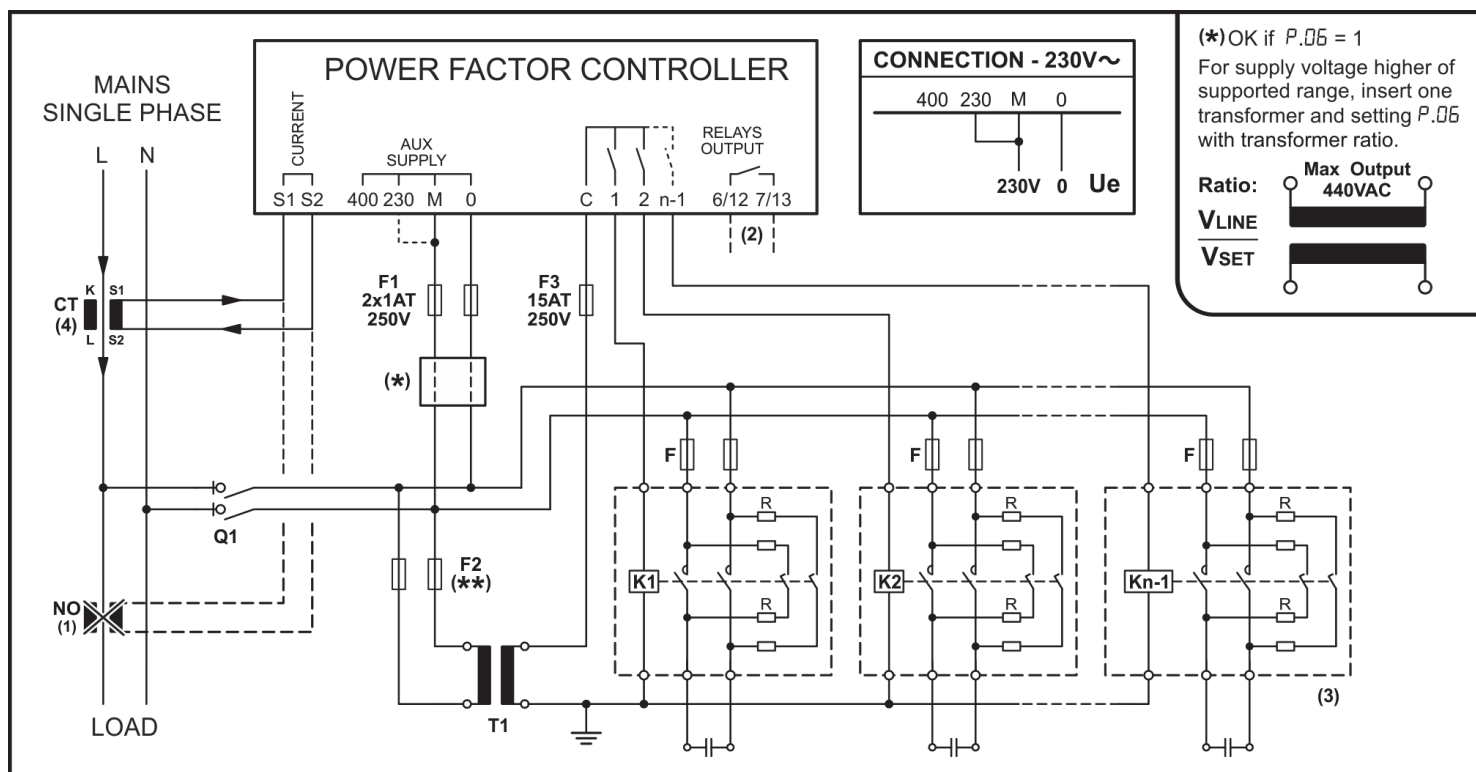 MAINS
SINGLE PHASE
L N
POWER FACTOR CONTROLLER
CURRENT
S1 S2
AUX
SUPPLY
400 230 M 0
C 1 2 n-1
RELAYS
OUTPUT
6/12 7/13
(2)
CONNECTION - 230V~
400 230 M 0
230V 0 Ue
(*) OK if P.06 = 1
For supply voltage higher of
supported range, insert one
transformer and setting P.06
with transformer ratio.
Ratio:
VLINE
VSET
Max Output
440VAC
CT
(4)
K S1
L S2
F1
2x1AT
250V
F3
15AT
250V
(*)
Q1
F2
(**)
NO
(1)
LOAD
T1
F
R
K1
R
F
R
K2
R
F
R
Kn-1
R
(3)